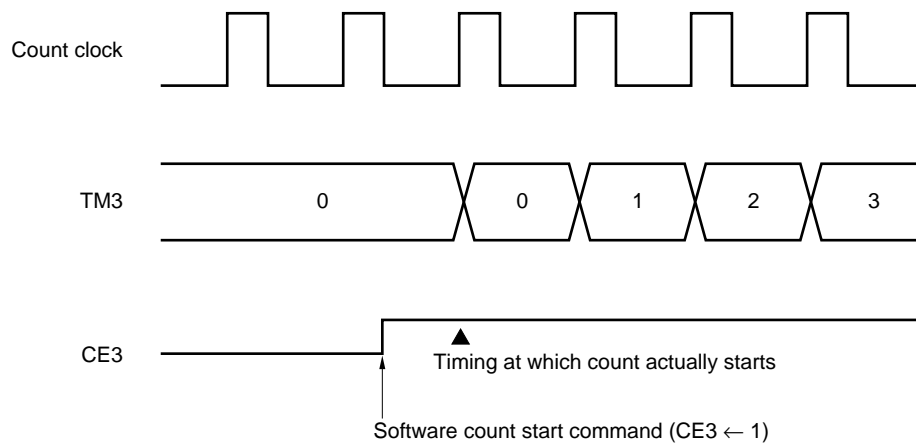 Count clock
TM3
0 0 1 2 3
CE3
Timing at which count actually starts
Software count start command (CE3 ← 1)